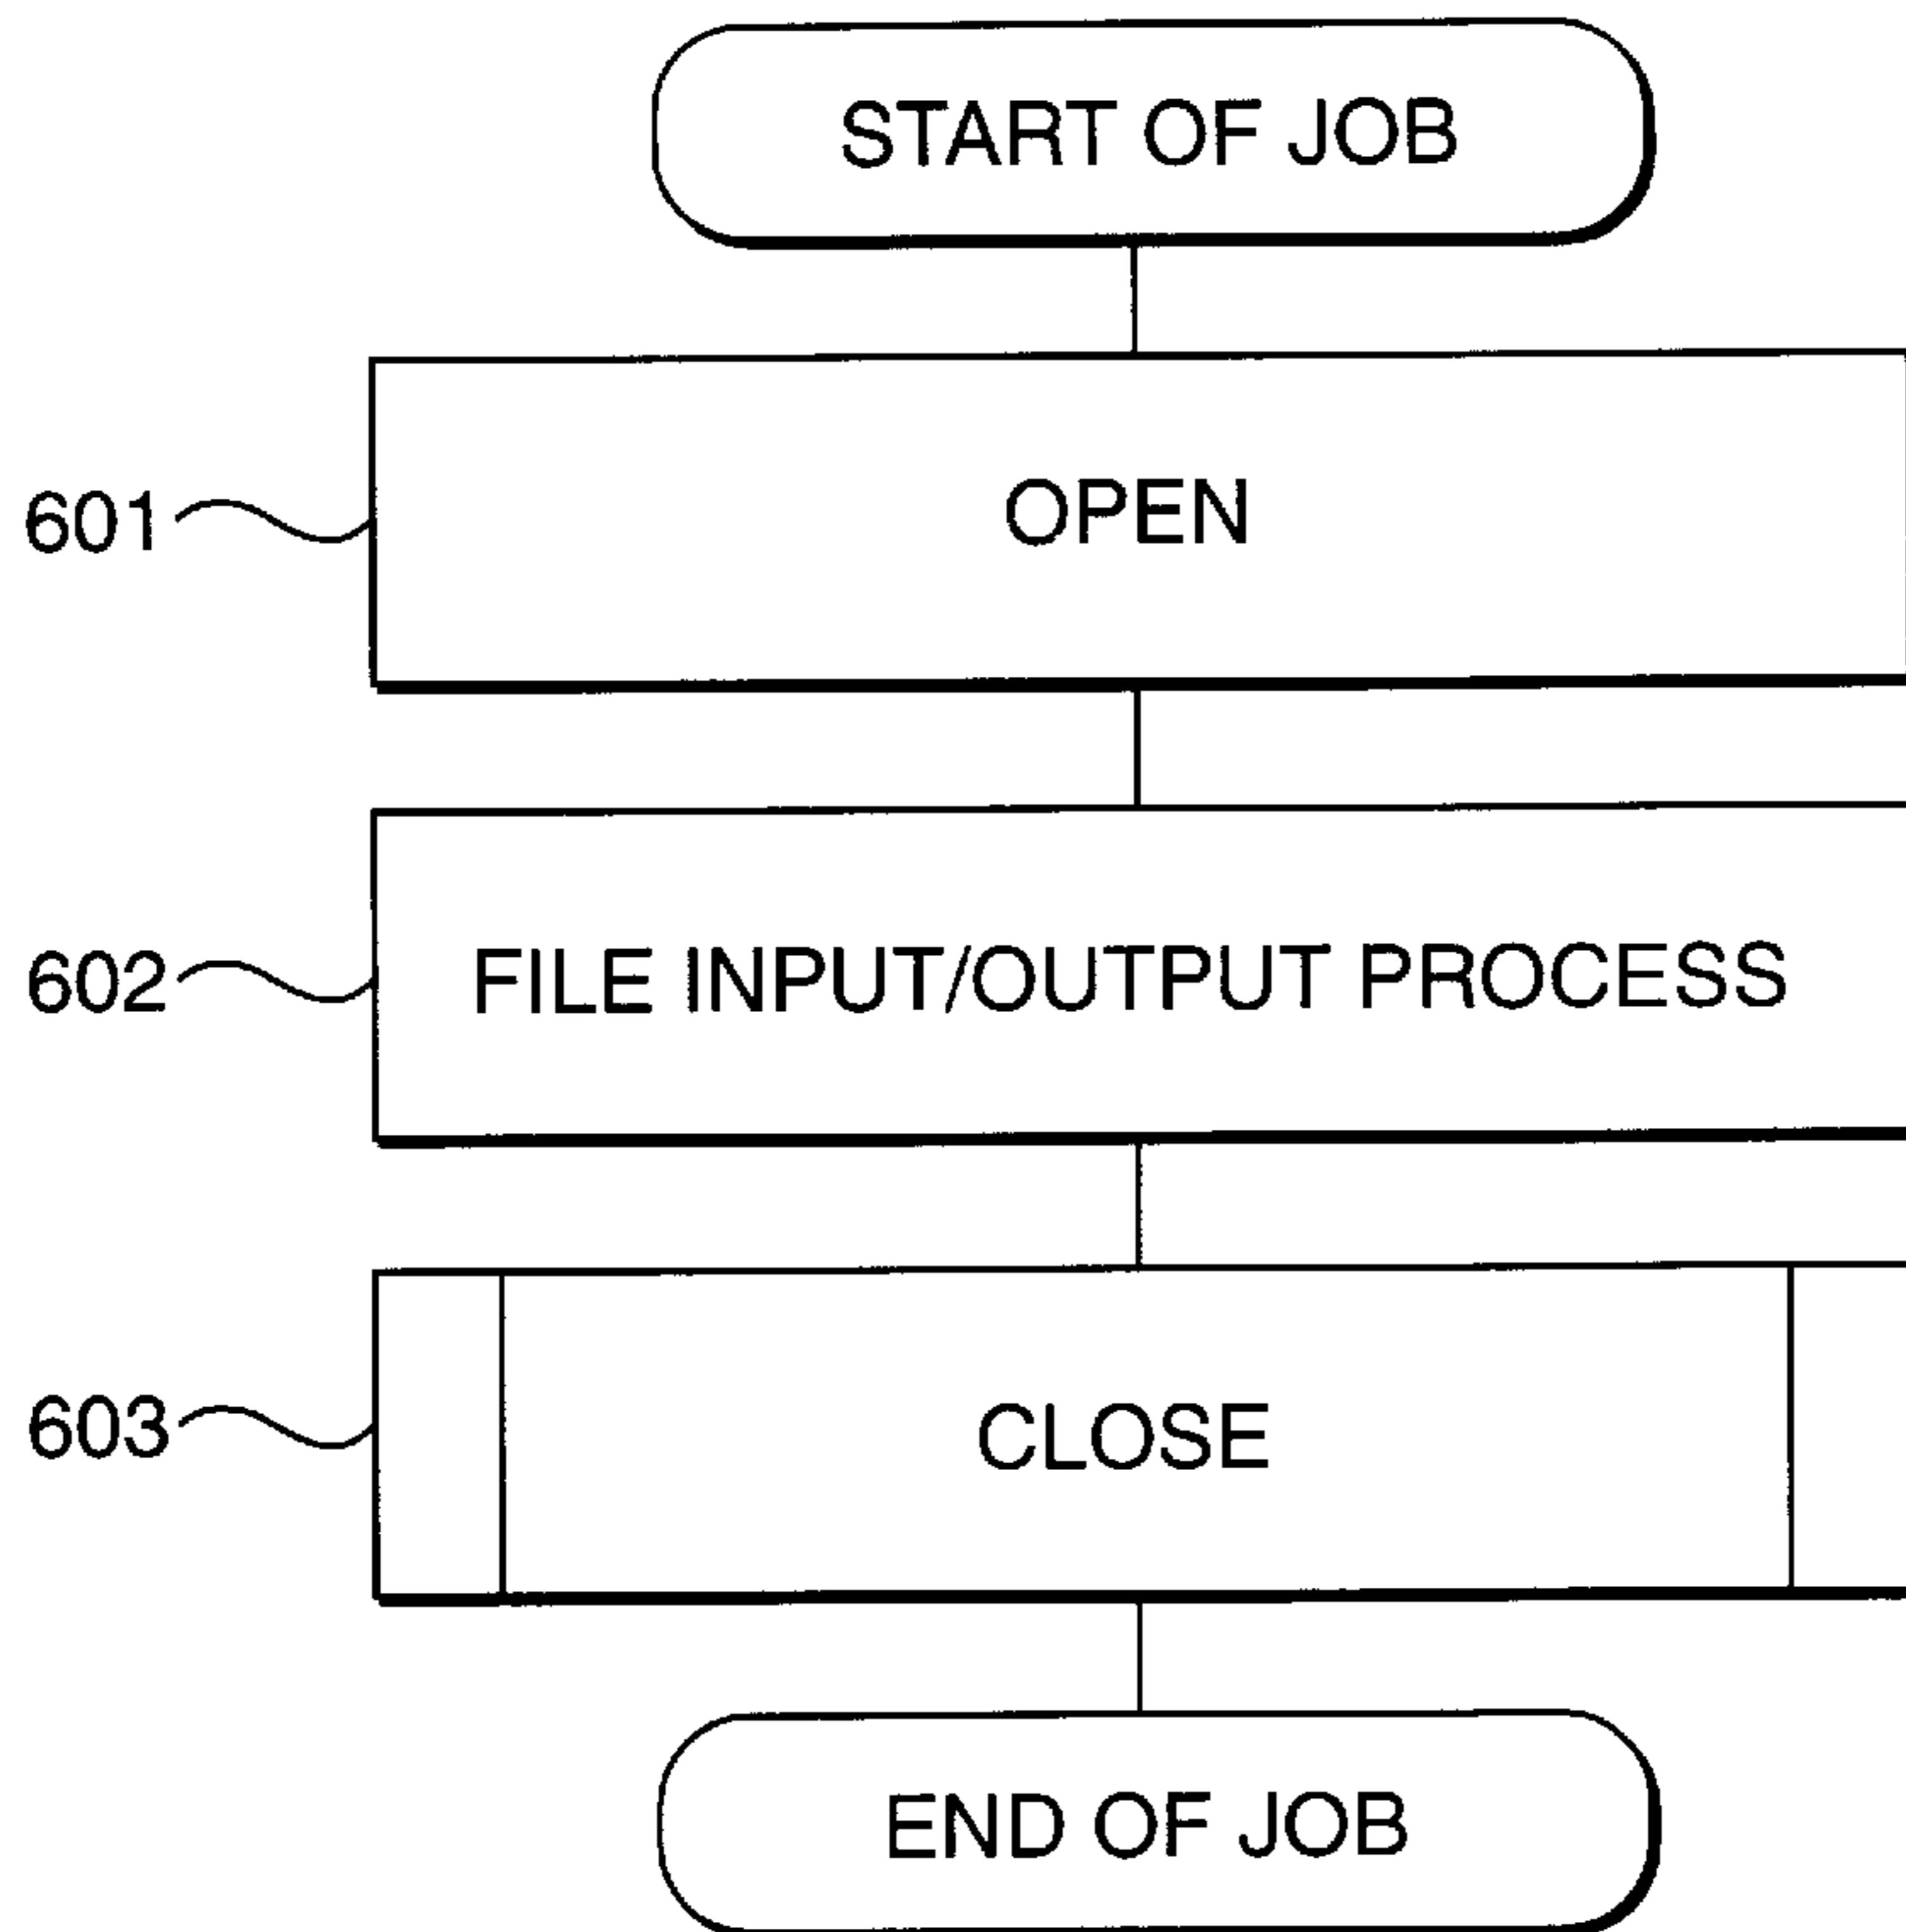 START OF JOB
601
OPEN
602
FILE INPUT/OUTPUT PROCESS
603
CLOSE
END OF JOB